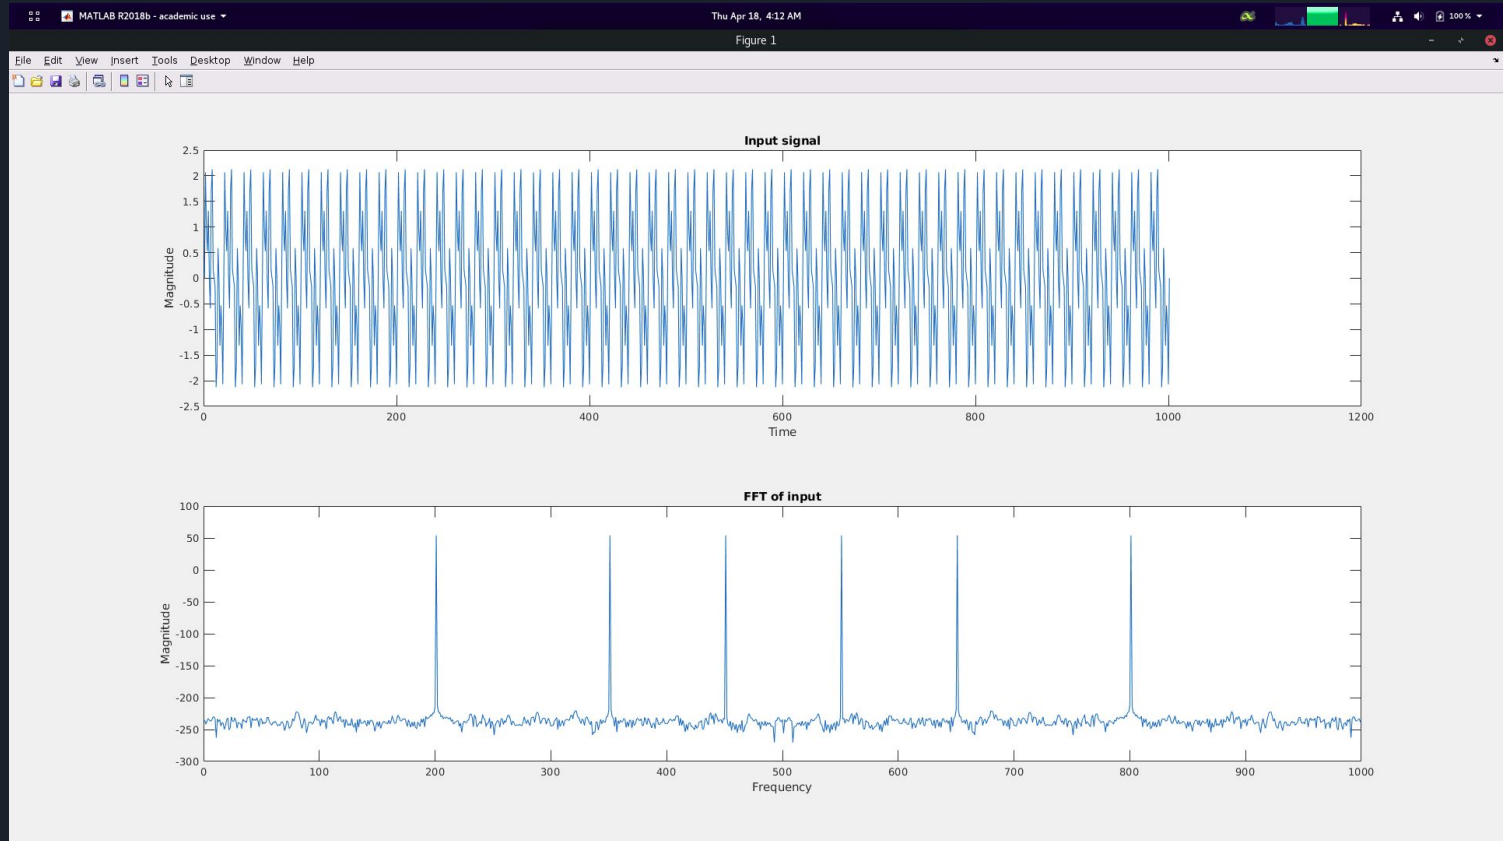 MATLAB R2018b - academic use
Thu Apr 18, 4:12 AM
100 %
Figure 1
File Edit View Insert Tools Desktop Window Help
Input signal
2.5
2
1.5
1
0.5
0
-0.5
-1
-1.5
-2
-2.5
Magnitude
0 200 400 600 800 1000 1200
Time
FFT of input
100
50
0
-50
-100
-150
-200
-250
-300
Magnitude
0 100 200 300 400 500 600 700 800 900 1000
Frequency